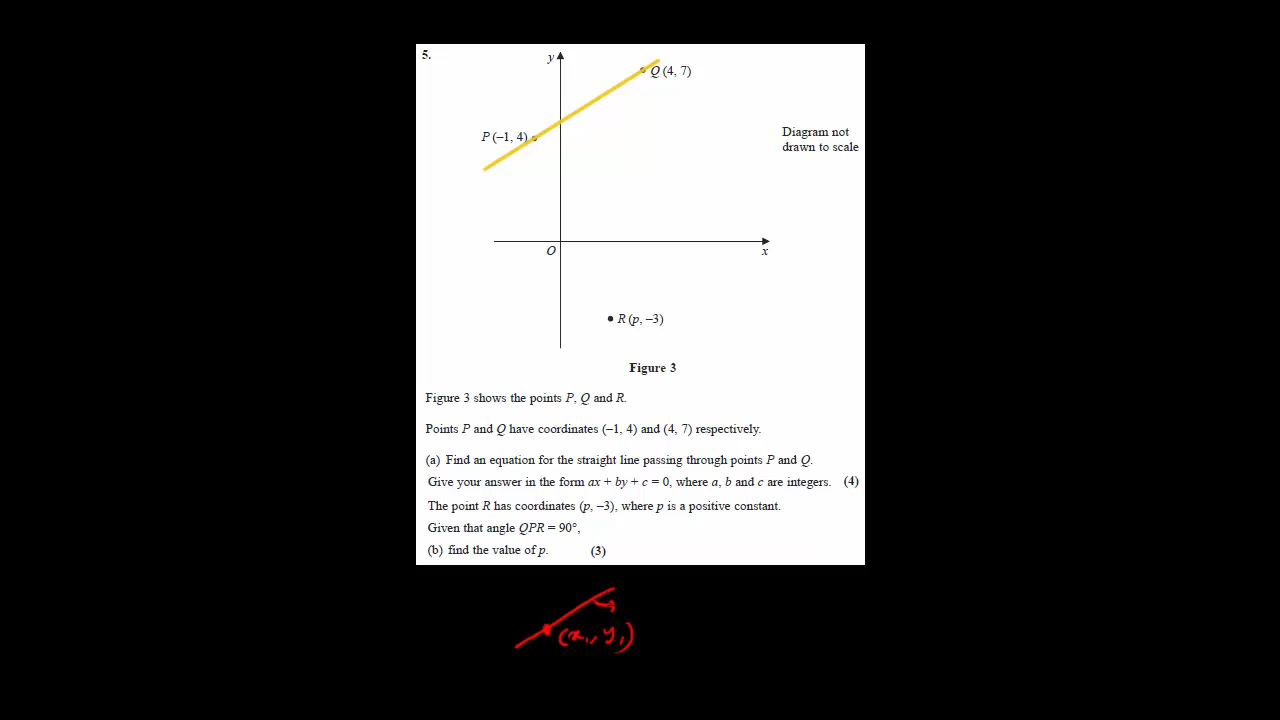 5.
y
Q (4, 7)
P (–1, 4)
Diagram not
drawn to scale
O
x
R (p, –3)
Figure 3
Figure 3 shows the points P, Q and R.
Points P and Q have coordinates (–1, 4) and (4, 7) respectively.
(a) Find an equation for the straight line passing through points P and Q.
Give your answer in the form ax + by + c = 0, where a, b and c are integers. (4)
The point R has coordinates (p, –3), where p is a positive constant.
Given that angle QPR = 90°,
(b) find the value of p. (3)
(x₁, y₁)